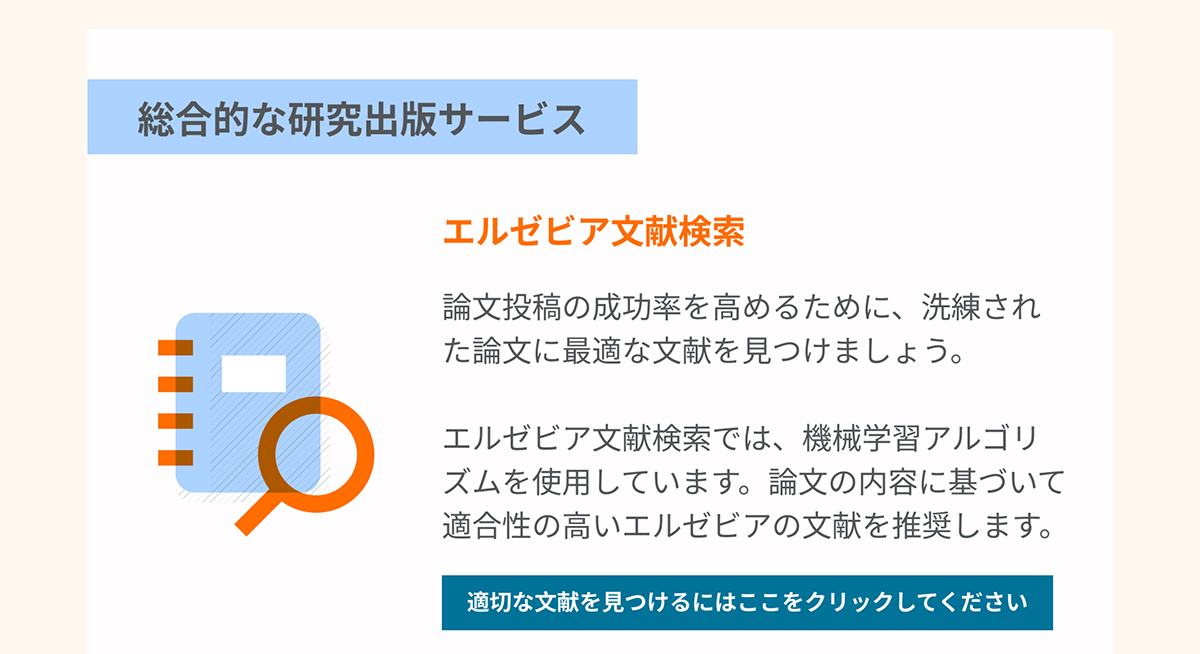 総合的な研究出版サービス
エルゼビア文献検索
論文投稿の成功率を高めるために、洗練され
た論文に最適な文献を見つけましょう。
エルゼビア文献検索では、機械学習アルゴリ
ズムを使用しています。論文の内容に基づいて
適合性の高いエルゼビアの文献を推奨します。
適切な文献を見つけるにはここをクリックしてください